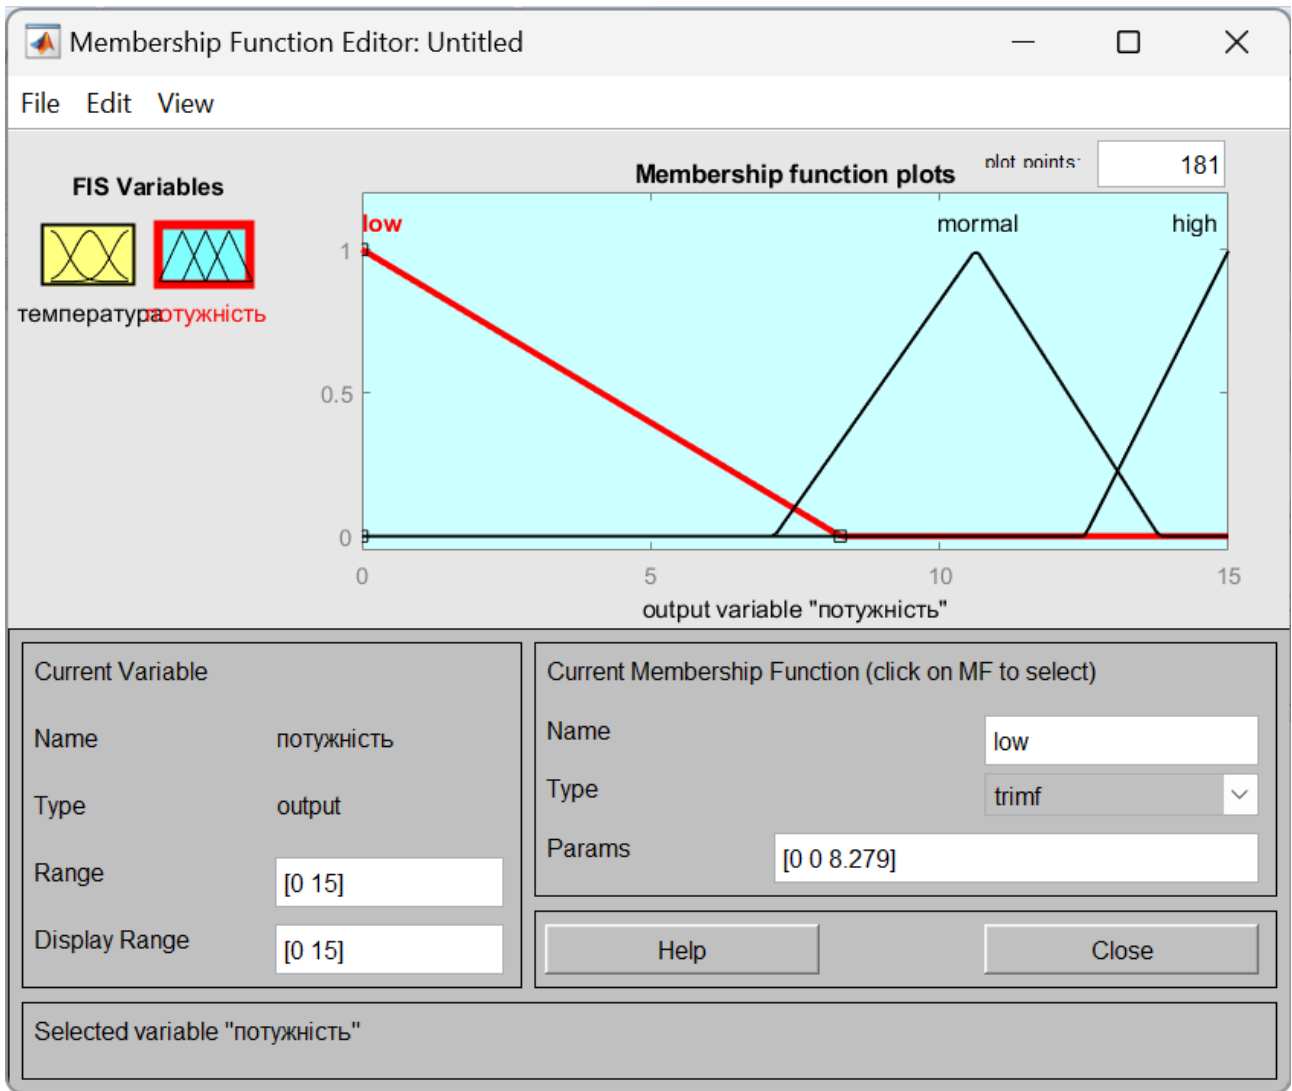 Membership Function Editor: Untitled
File Edit View
FIS Variables
Membership function plots
plot points:
181
температура
потужність
low
mormal
high
1
0.5
0
0 5 10 15
output variable "потужність"
Current Variable
Name потужність
Type output
Range [0 15]
Display Range [0 15]
Current Membership Function (click on MF to select)
Name low
Type trimf
Params [0 0 8.279]
Help
Close
Selected variable "потужність"